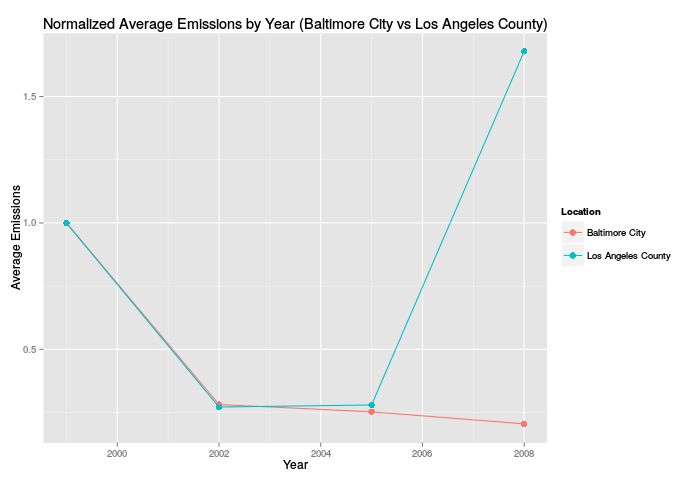 Normalized Average Emissions by Year (Baltimore City vs Los Angeles County)
1.5
1.0
0.5
Average Emissions
2000 2002 2004 2006 2008
Year
Location
Baltimore City
Los Angeles County